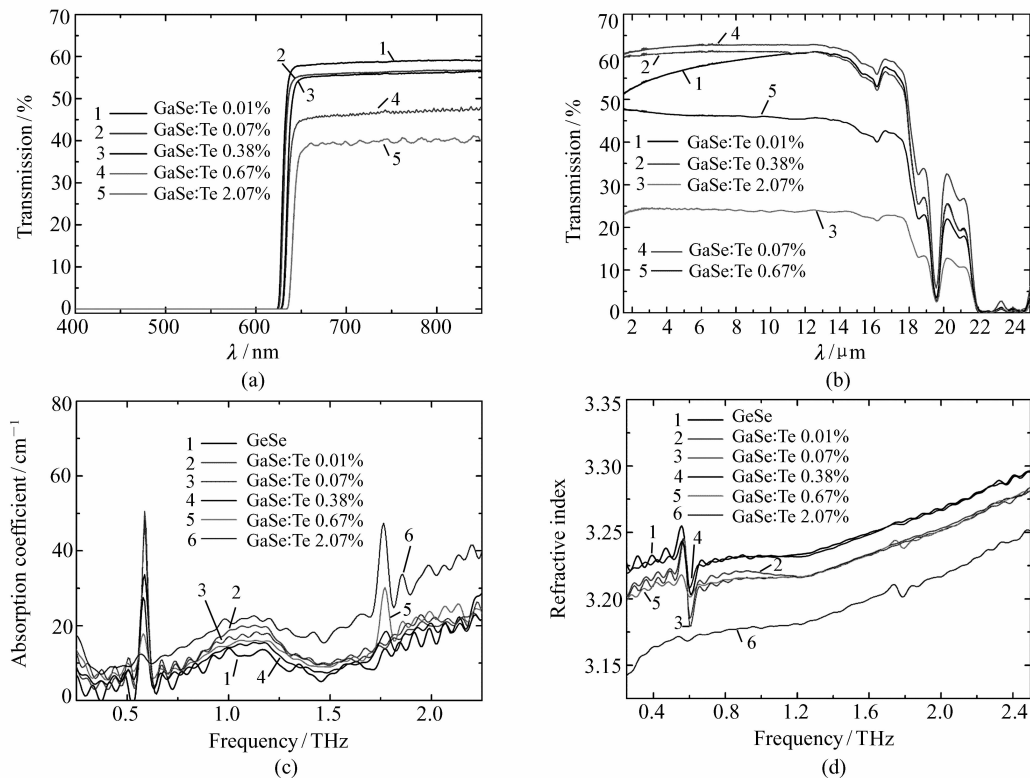 70
60
50
40
30
20
10
0
Transmission / %
1 GaSe:Te 0.01%
2 GaSe:Te 0.07%
3 GaSe:Te 0.38%
4 GaSe:Te 0.67%
5 GaSe:Te 2.07%
1
2
3
4
5
400 500 600 700 800
λ / nm
(a)
70
60
50
40
30
20
10
0
Transmission / %
4
2
1
5
1 GaSe:Te 0.01%
2 GaSe:Te 0.38%
3 GaSe:Te 2.07%
3
4 GaSe:Te 0.07%
5 GaSe:Te 0.67%
2 4 6 8 10 12 14 16 18 20 22 24
λ / μm
(b)
80
60
40
20
0
Absorption coefficient / cm−1
1 GeSe
2 GaSe:Te 0.01%
3 GaSe:Te 0.07%
4 GaSe:Te 0.38%
5 GaSe:Te 0.67%
6 GaSe:Te 2.07%
6
3
2
5
1
4
0.5 1.0 1.5 2.0
Frequency / THz
(c)
3.35
3.30
3.25
3.20
3.15
Refractive index
1 GeSe
2 GaSe:Te 0.01%
3 GaSe:Te 0.07%
4 GaSe:Te 0.38%
5 GaSe:Te 0.67%
6 GaSe:Te 2.07%
1
4
2
5
3
6
0.4 0.8 1.2 1.6 2.0 2.4
Frequency / THz
(d)